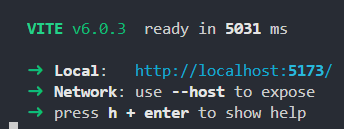 VITE v6.0.3 ready in 5031 ms
➜ Local: http://localhost:5173/
➜ Network: use --host to expose
➜ press h + enter to show help